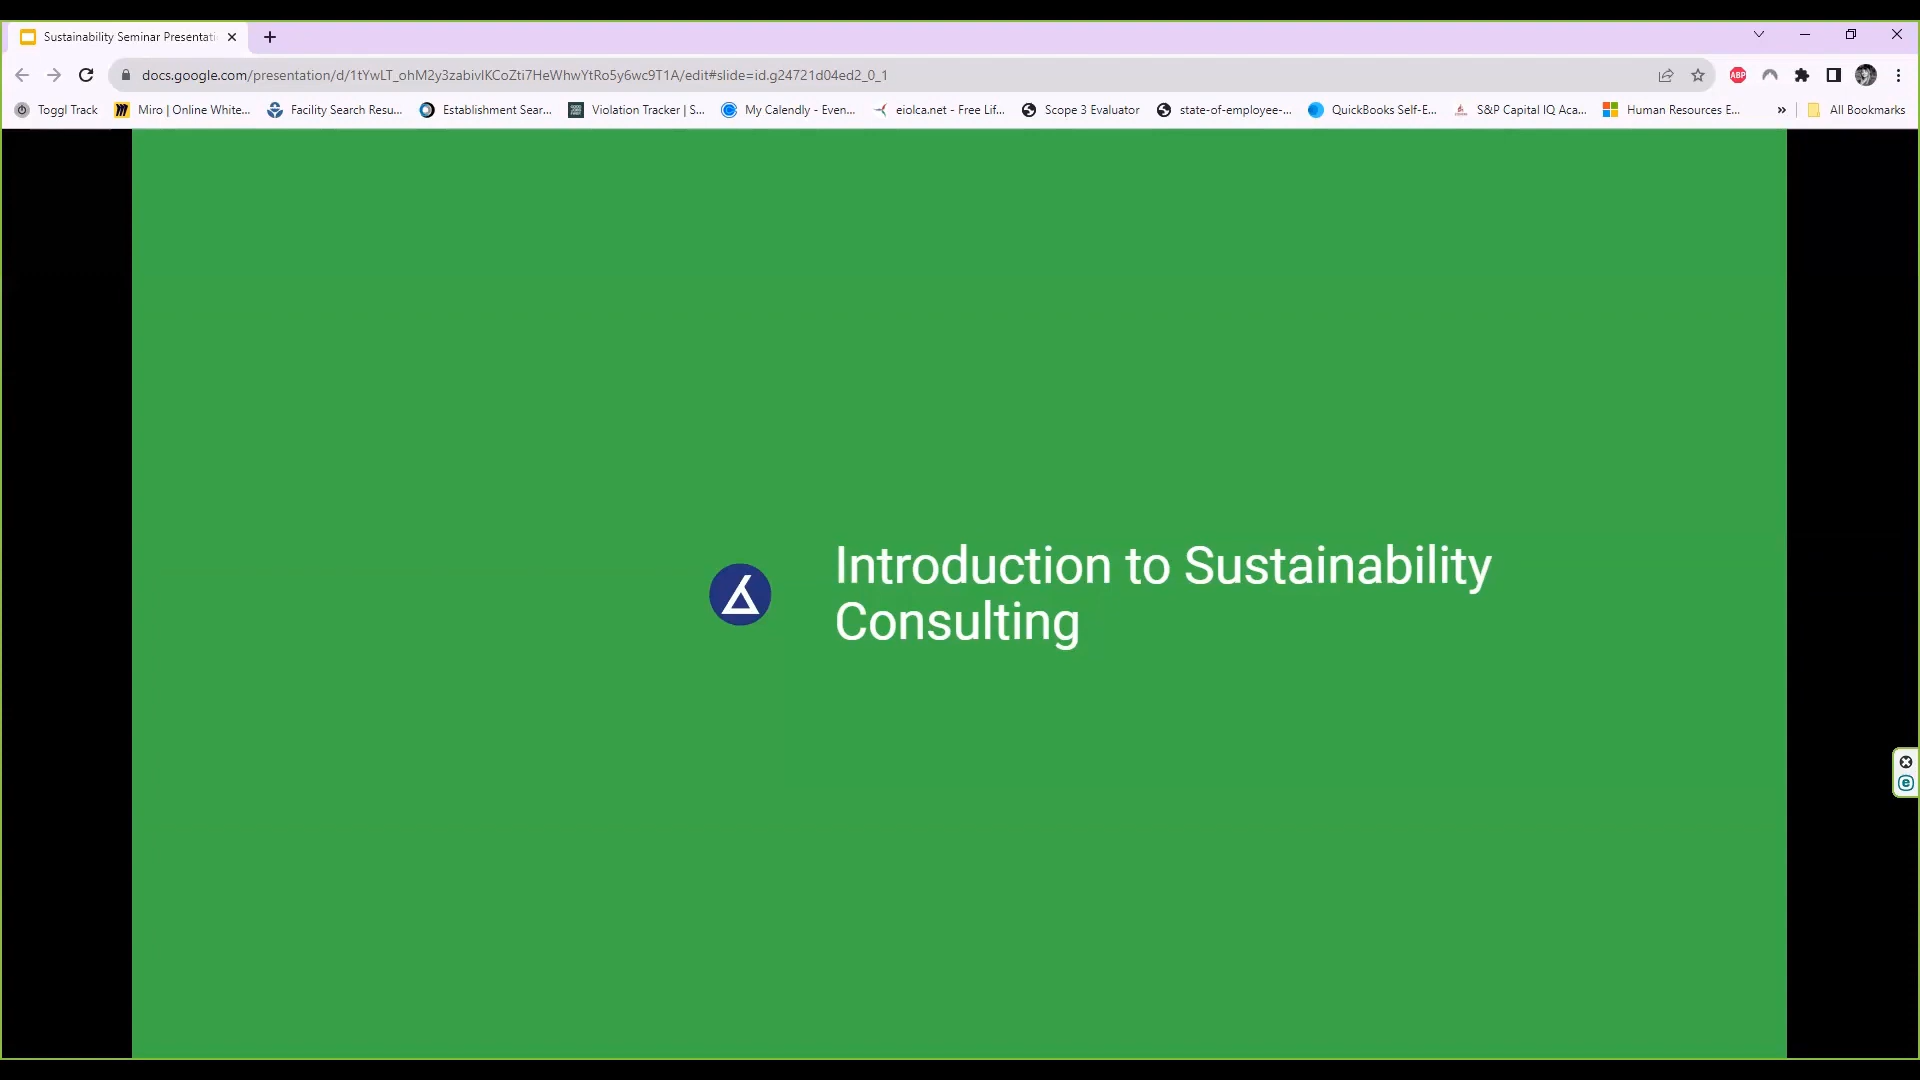 Sustainability Seminar Presentati
docs.google.com/presentation/d/1tYwLT_ohM2y3zabivIKCoZti7HeWhwYtRo5y6wc9T1A/edit#slide=id.g24721d04ed2_0_1
ABP
Toggl Track
Miro | Online White...
Facility Search Resu...
Establishment Sear...
Violation Tracker | S...
My Calendly - Even...
eiolca.net - Free Lif...
Scope 3 Evaluator
state-of-employee-...
QuickBooks Self-E...
S&P Capital IQ Aca...
Human Resources E...
»
All Bookmarks
Introduction to Sustainability
Consulting